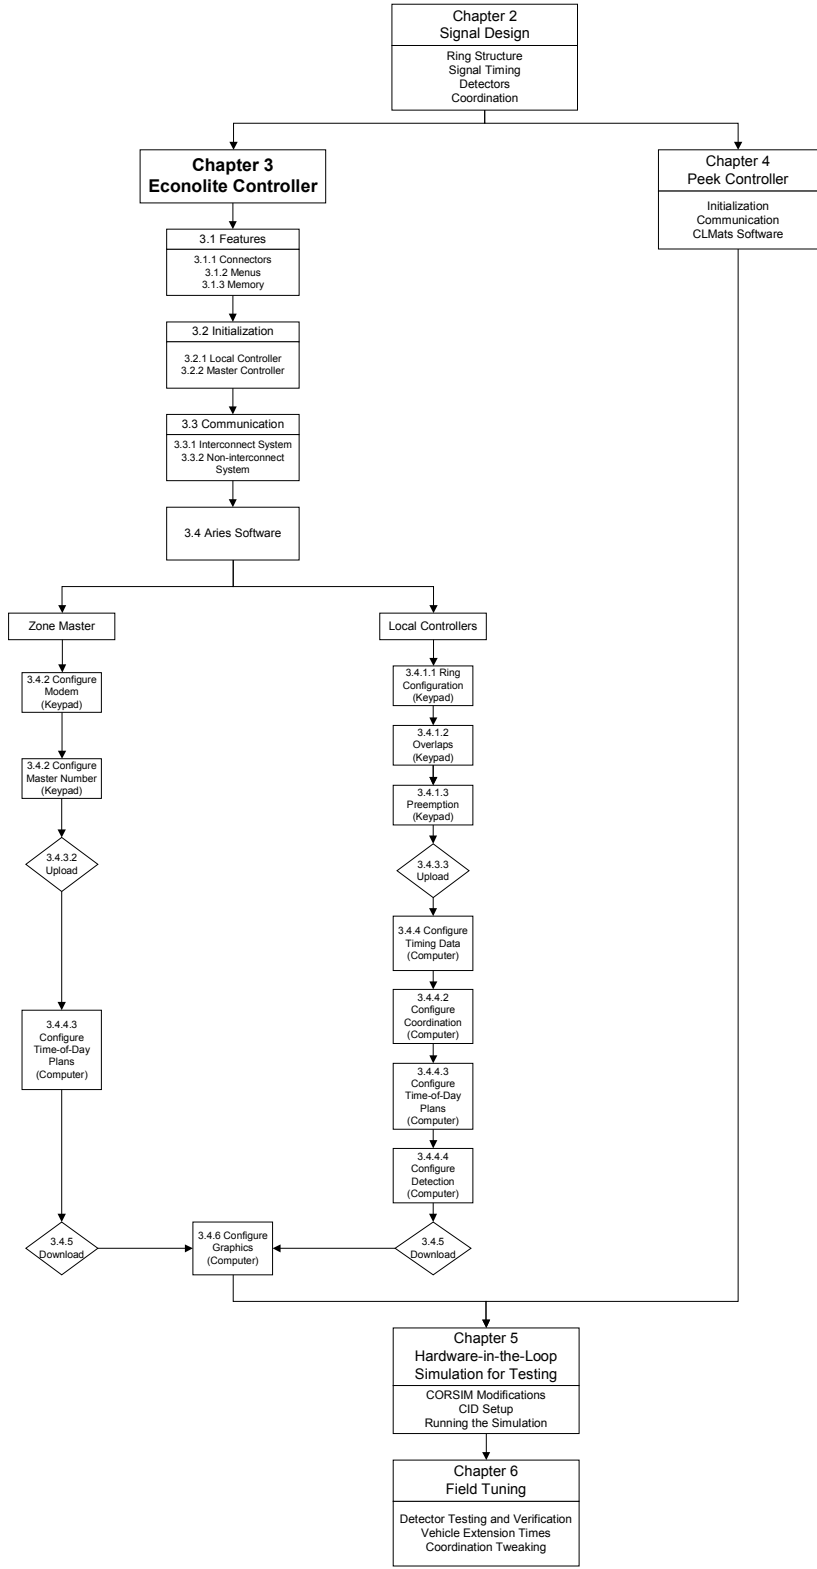 Chapter 2
Signal Design
Ring Structure
Signal Timing
Detectors
Coordination
Chapter 3
Econolite Controller
Chapter 4
Peek Controller
Initialization
Communication
CLMats Software
3.1 Features
3.1.1 Connectors
3.1.2 Menus
3.1.3 Memory
3.2 Initialization
3.2.1 Local Controller
3.2.2 Master Controller
3.3 Communication
3.3.1 Interconnect System
3.3.2 Non-interconnect
System
3.4 Aries Software
Zone Master
3.4.2 Configure
Modem
(Keypad)
3.4.2 Configure
Master Number
(Keypad)
3.4.3.2
Upload
3.4.4.3
Configure
Time-of-Day
Plans
(Computer)
3.4.5
Download
Local Controllers
3.4.1.1 Ring
Configuration
(Keypad)
3.4.1.2
Overlaps
(Keypad)
3.4.1.3
Preemption
(Keypad)
3.4.3.3
Upload
3.4.4 Configure
Timing Data
(Computer)
3.4.4.2
Configure
Coordination
(Computer)
3.4.4.3
Configure
Time-of-Day
Plans
(Computer)
3.4.4.4
Configure
Detection
(Computer)
3.4.5
Download
3.4.6 Configure
Graphics
(Computer)
Chapter 5
Hardware-in-the-Loop
Simulation for Testing
CORSIM Modifications
CID Setup
Running the Simulation
Chapter 6
Field Tuning
Detector Testing and Verification
Vehicle Extension Times
Coordination Tweaking